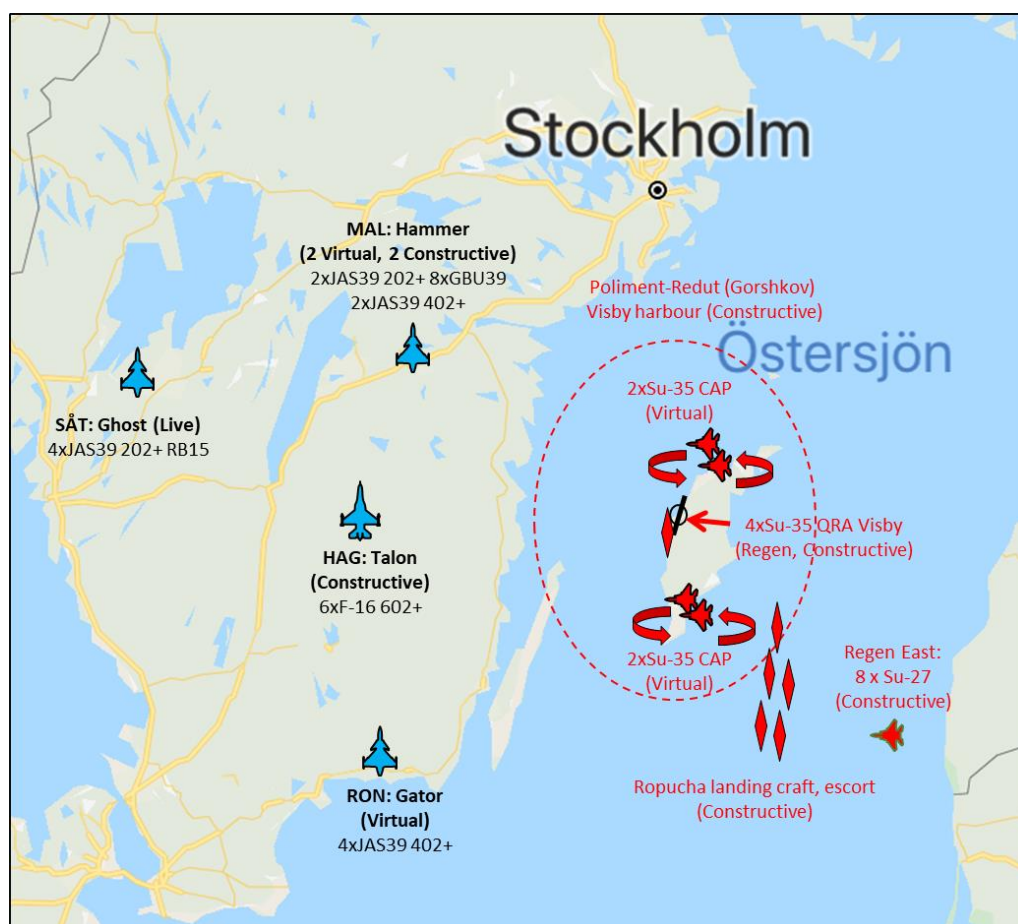 Stockholm
MAL: Hammer
(2 Virtual, 2 Constructive)
2xJAS39 202+ 8xGBU39
2xJAS39 402+
Poliment-Redut (Gorshkov)
Visby harbour (Constructive)
Östersjön
2xSu-35 CAP
(Virtual)
SÅT: Ghost (Live)
4xJAS39 202+ RB15
4xSu-35 QRA Visby
(Regen, Constructive)
HAG: Talon
(Constructive)
6xF-16 602+
2xSu-35 CAP
(Virtual)
Regen East:
8 x Su-27
(Constructive)
Ropucha landing craft, escort
(Constructive)
RON: Gator
(Virtual)
4xJAS39 402+